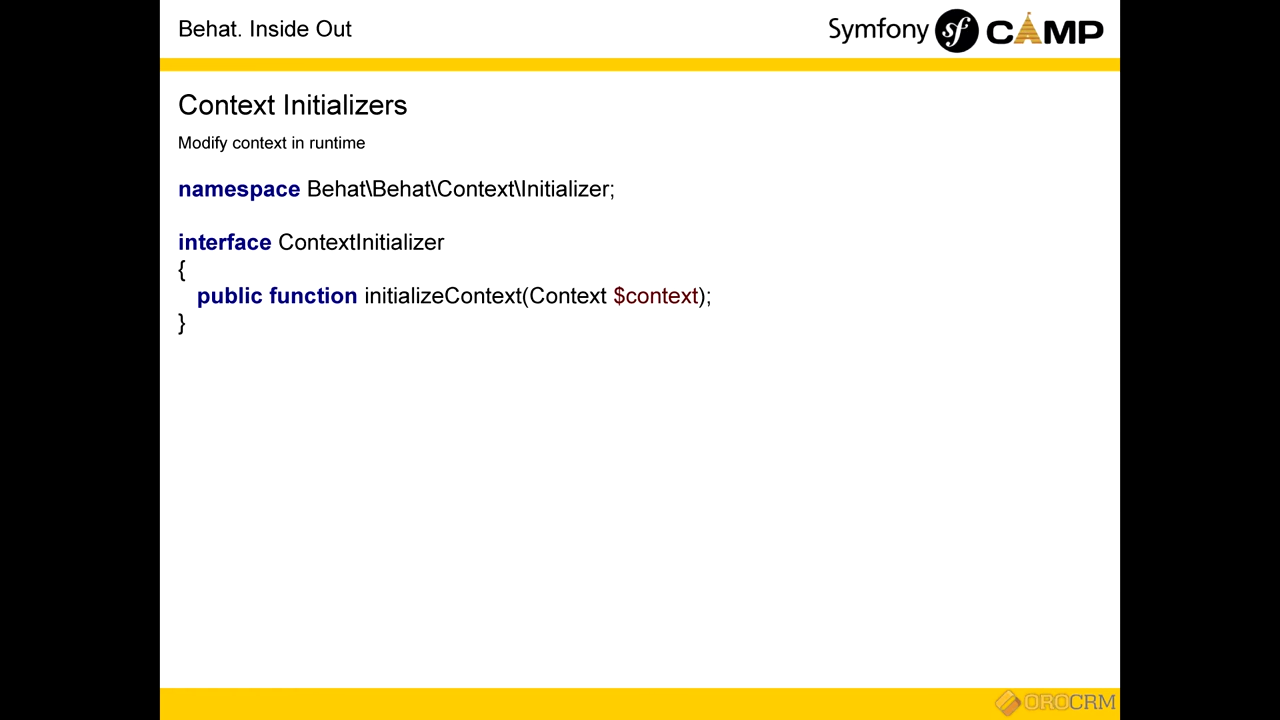 Behat. Inside Out
Symfony sf CAMP
Context Initializers
Modify context in runtime
namespace Behat\Behat\Context\Initializer;
interface ContextInitializer
{
public function initializeContext(Context $context);
}
OROCRM